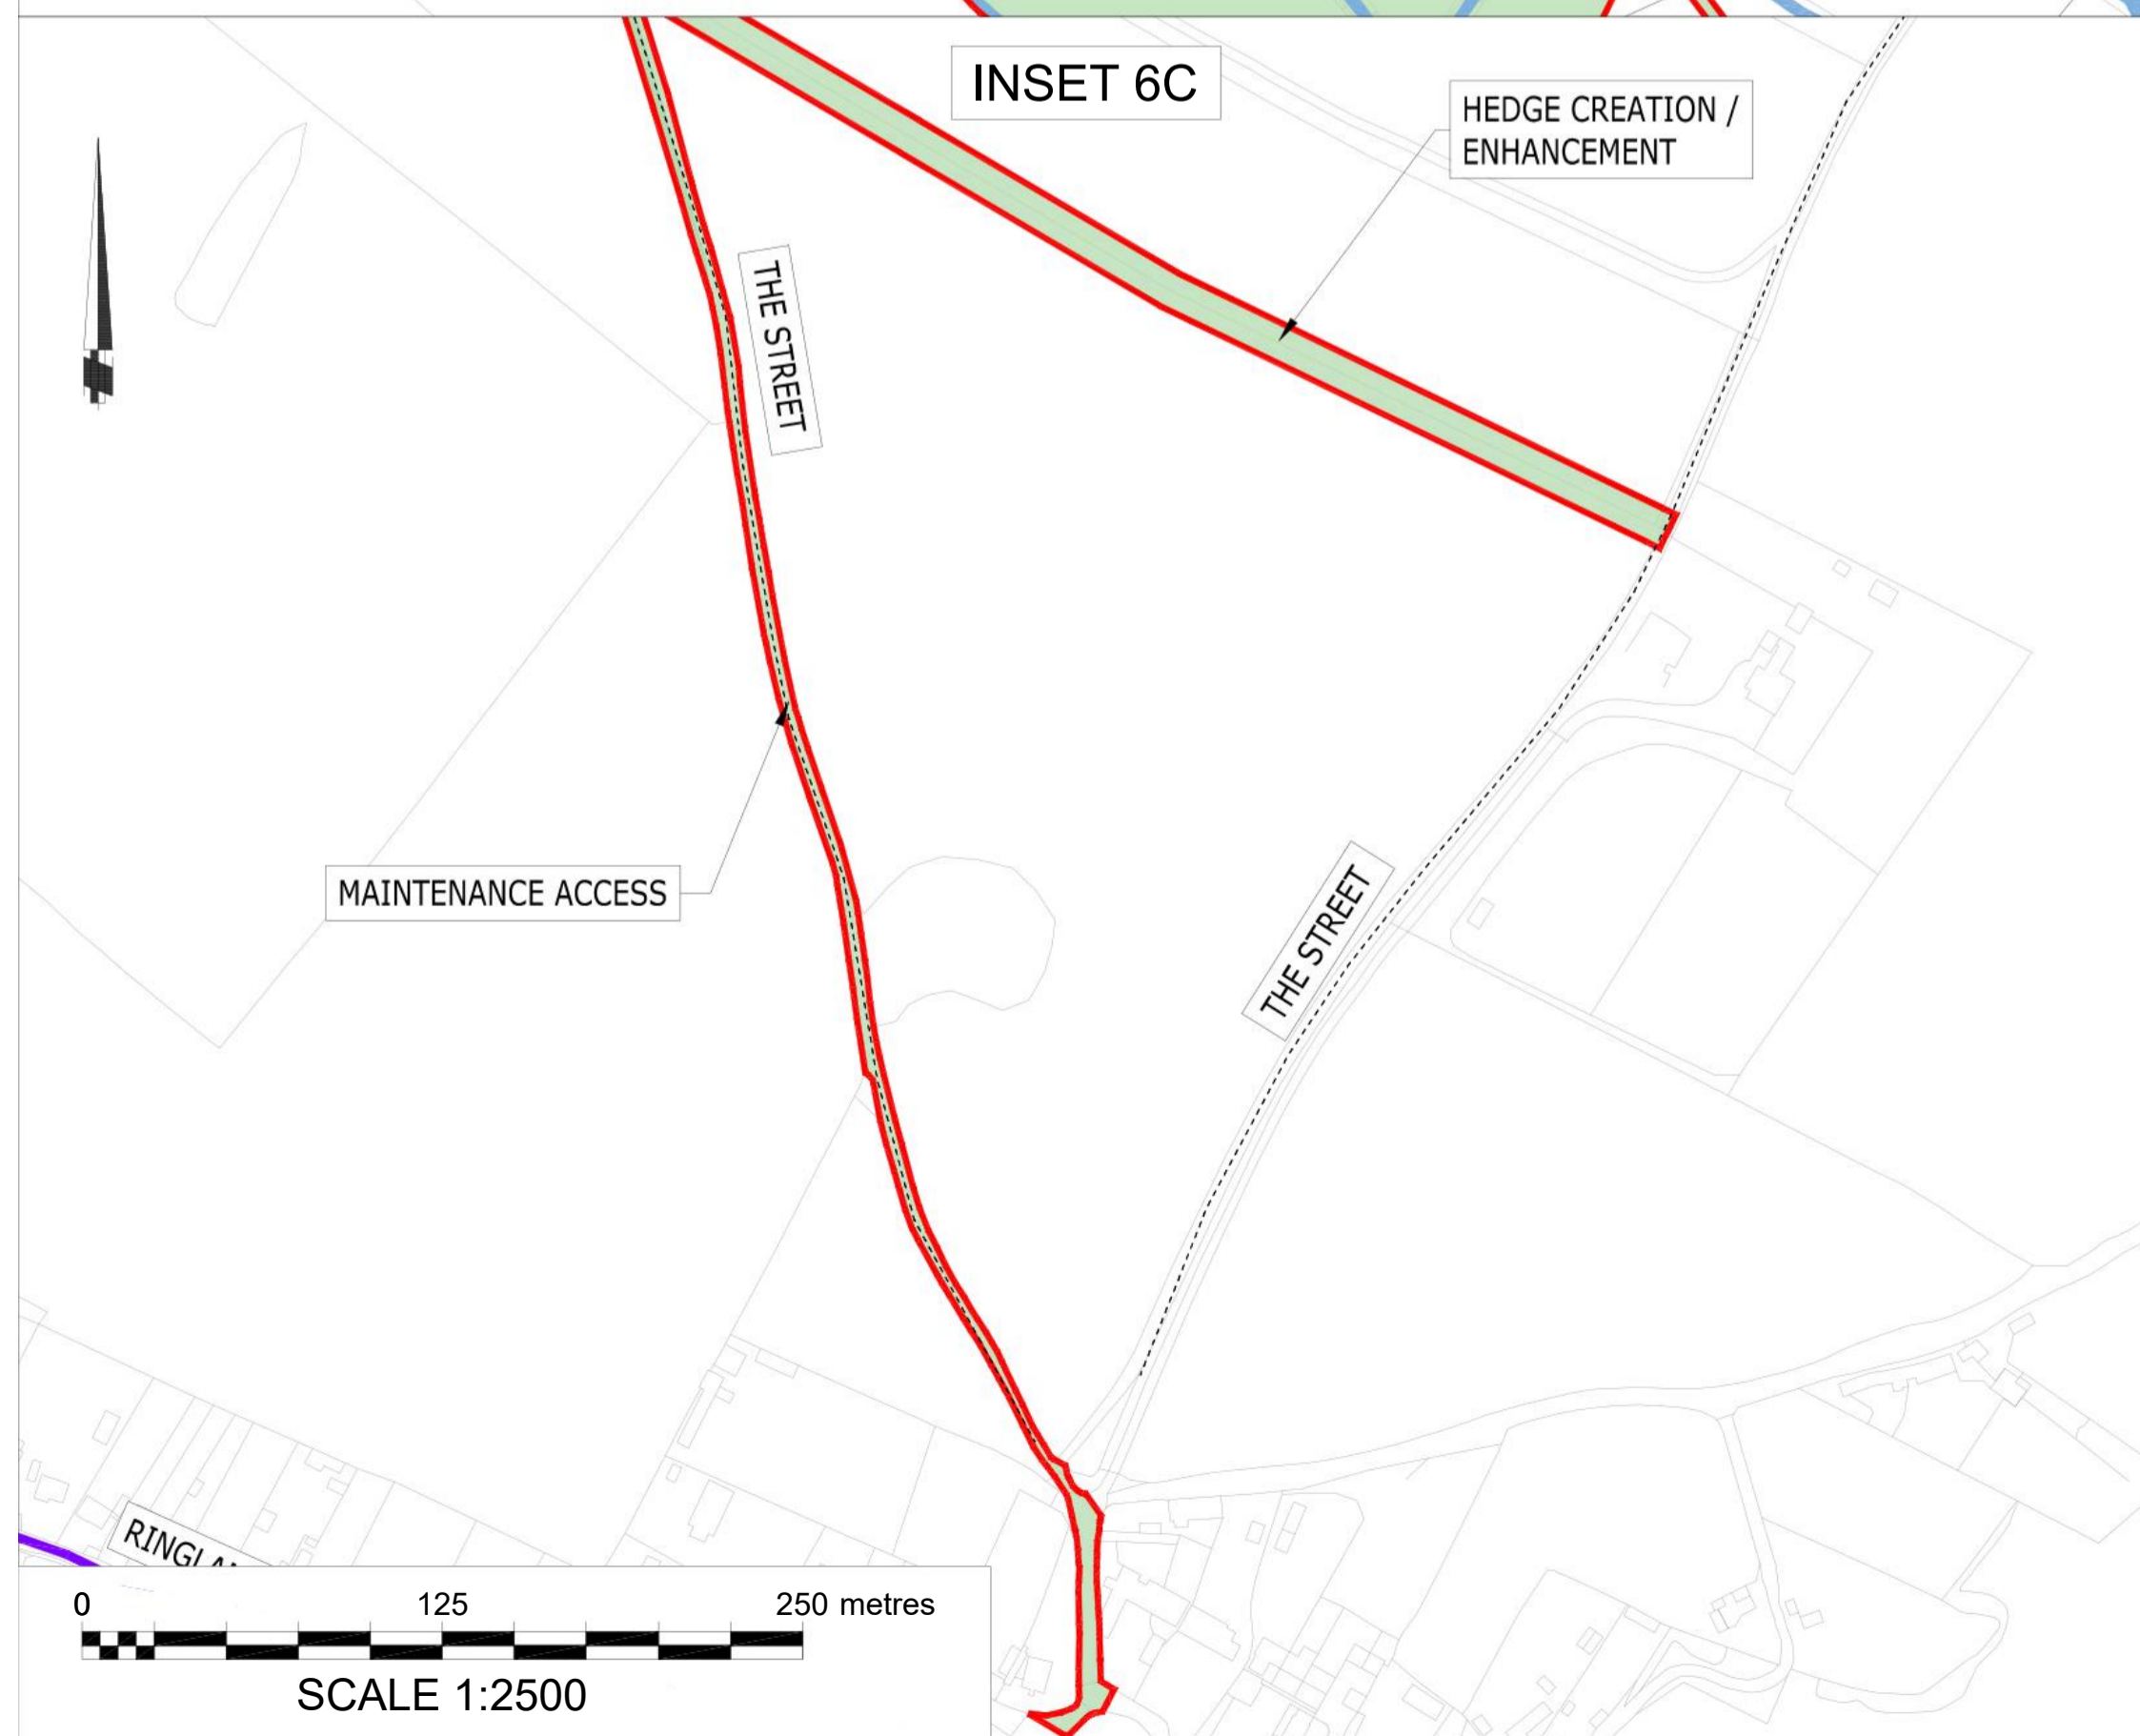 INSET 6C
HEDGE CREATION /
ENHANCEMENT
THE STREET
MAINTENANCE ACCESS
THE STREET
0 125 250 metres
SCALE 1:2500